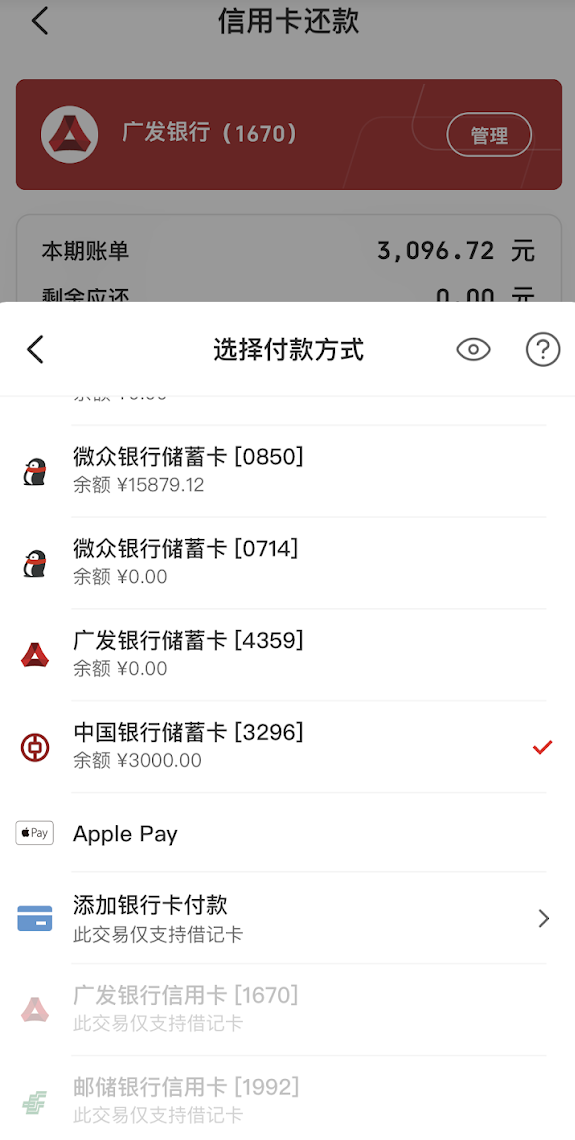 信用卡还款
广发银行（1670）
管理
本期账单 3,096.72 元
剩余应还 0.00 元
选择付款方式
余额 ¥0.00
微众银行储蓄卡 [0850]
余额 ¥15879.12
微众银行储蓄卡 [0714]
余额 ¥0.00
广发银行储蓄卡 [4359]
余额 ¥0.00
中国银行储蓄卡 [3296]
余额 ¥3000.00
Pay
Apple Pay
添加银行卡付款
此交易仅支持借记卡
广发银行信用卡 [1670]
此交易仅支持借记卡
邮储银行信用卡 [1992]
此交易仅支持借记卡